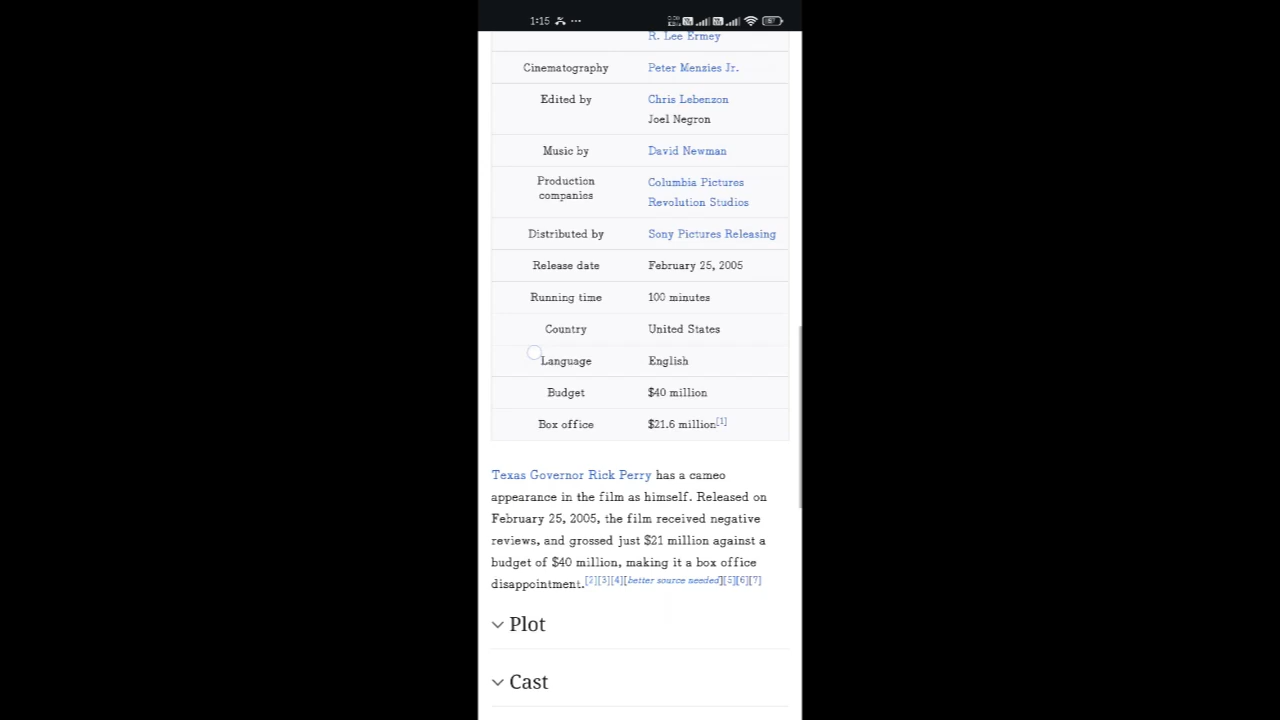 1:15
R. Lee Ermey
Cinematography Peter Menzies Jr.
Edited by Chris Lebenzon
Joel Negron
Music by David Newman
Production companies Columbia Pictures
Revolution Studios
Distributed by Sony Pictures Releasing
Release date February 25, 2005
Running time 100 minutes
Country United States
Language English
Budget $40 million
Box office $21.6 million[1]
Texas Governor Rick Perry has a cameo
appearance in the film as himself. Released on
February 25, 2005, the film received negative
reviews, and grossed just $21 million against a
budget of $40 million, making it a box office
disappointment.[2][3][4][better source needed][5][6][7]
Plot
Cast